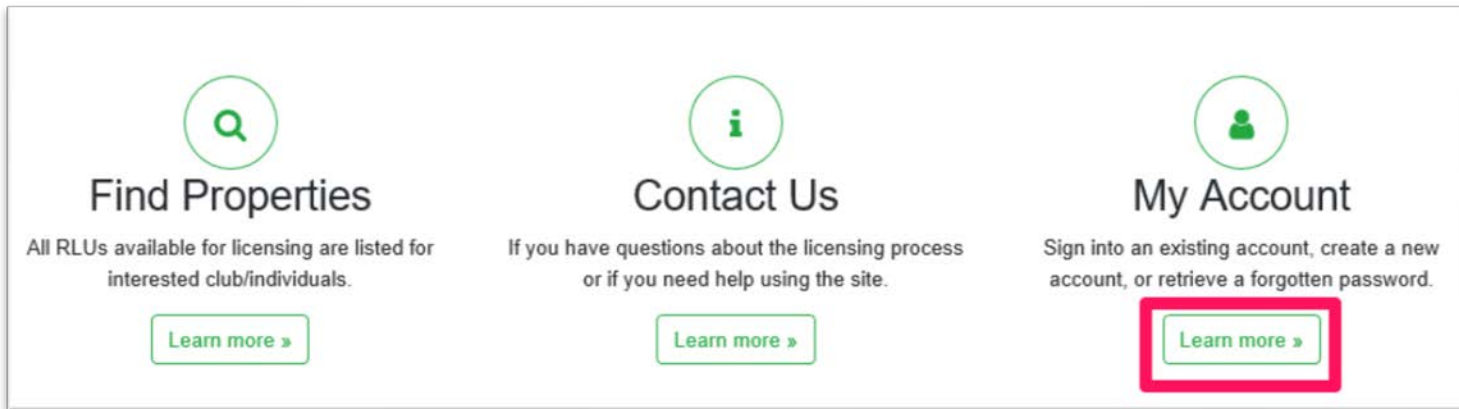 Find Properties
All RLUs available for licensing are listed for
interested club/individuals.
Learn more »
Contact Us
If you have questions about the licensing process
or if you need help using the site.
Learn more »
My Account
Sign into an existing account, create a new
account, or retrieve a forgotten password.
Learn more »